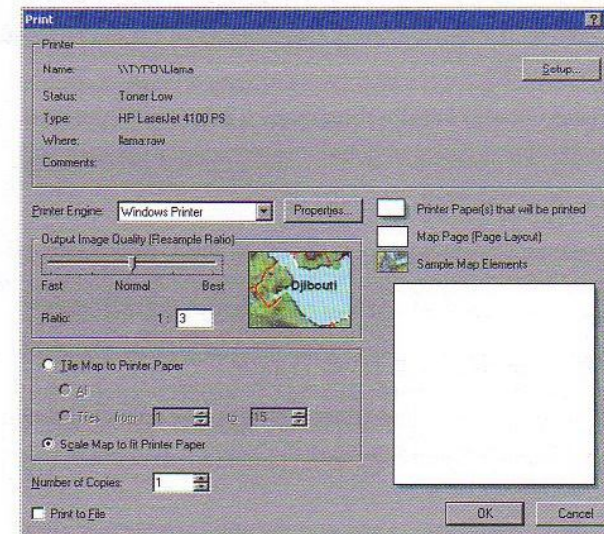 Print
Printer
Name: \\TYPO\Llama
Setup...
Status: Toner Low
Type: HP LaserJet 4100 PS
Where: llama:raw
Comments:
Printer Engine: Windows Printer
Properties...
Printer Paper(s) that will be printed
Map Page (Page Layout)
Sample Map Elements
Output Image Quality (Resample Ratio)
Fast Normal Best
Ratio: 1 : 3
Djibouti
Tile Map to Printer Paper
All
Tiles from: 1 to: 15
Scale Map to fit Printer Paper
Number of Copies: 1
Print to File
OK Cancel